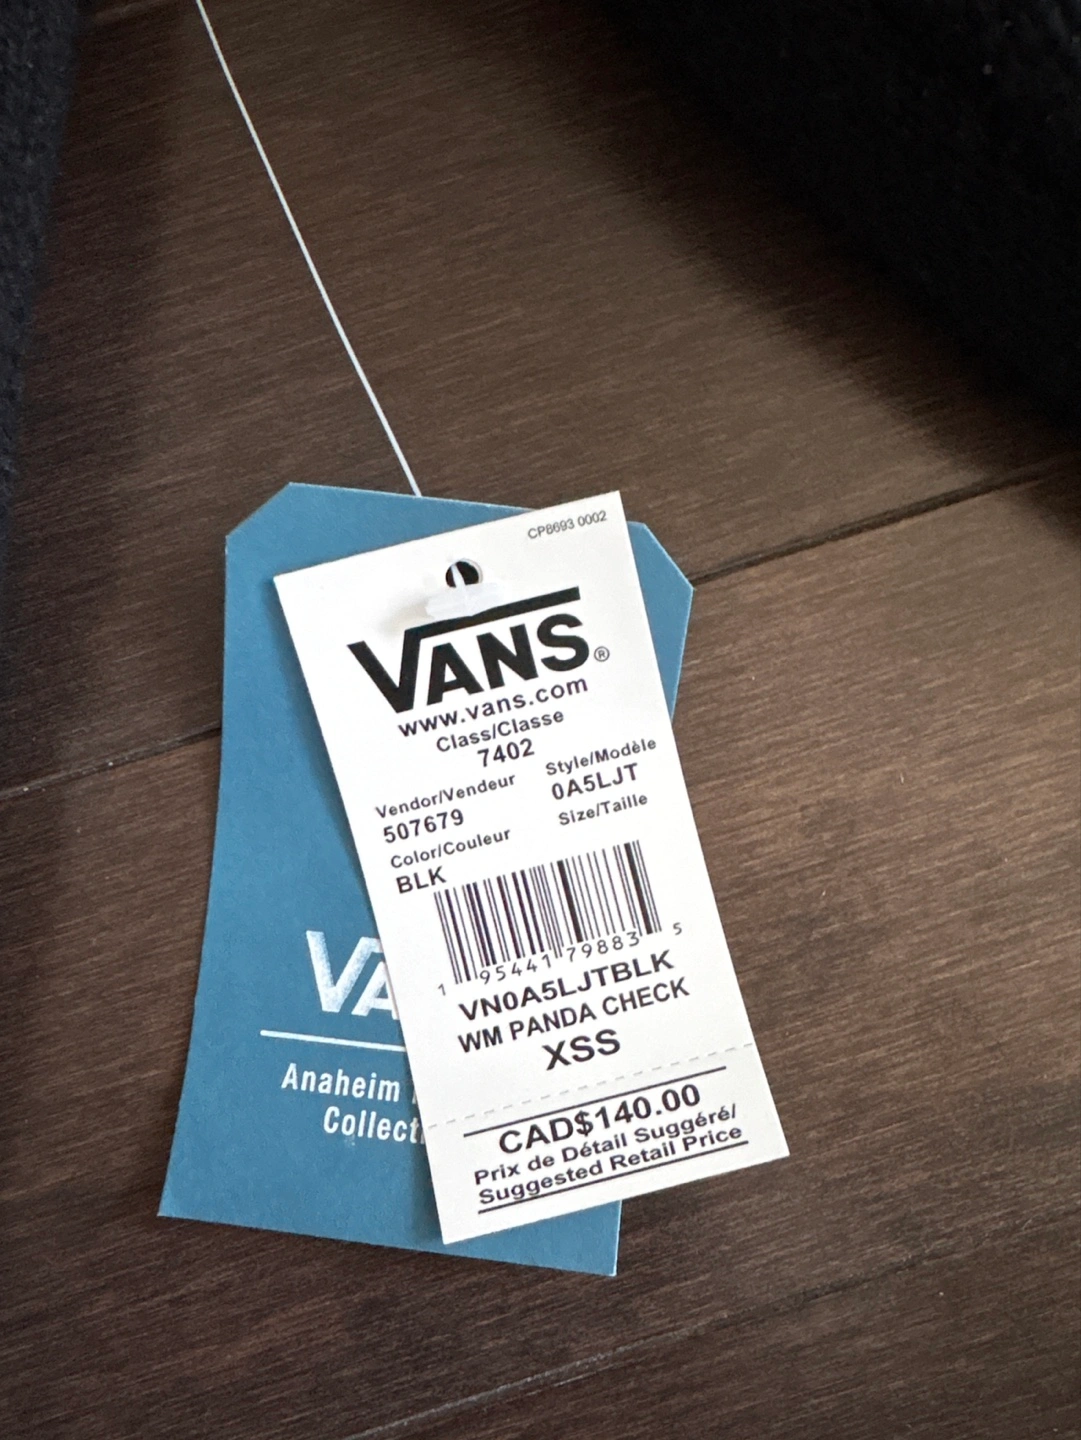 CP8693 0002
VANS®
www.vans.com
Class/Classe
7402
Vendor/Vendeur
507679
Style/Modèle
0A5LJT
Color/Couleur
BLK
Size/Taille
1 95441 79883 5
VN0A5LJTBLK
WM PANDA CHECK
XSS
CAD$140.00
Prix de Détail Suggéré/
Suggested Retail Price
VA
Anaheim
Collecti